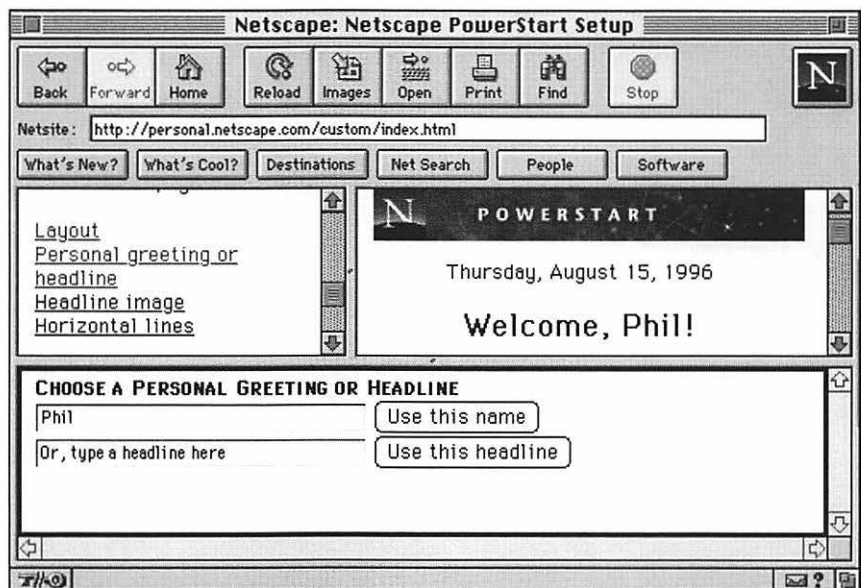 Netscape: Netscape PowerStart Setup
Back Forward Home Reload Images Open Print Find Stop
N
Netsite: http://personal.netscape.com/custom/index.html
What's New? What's Cool? Destinations Net Search People Software
Layout
Personal greeting or
headline
Headline image
Horizontal lines
N POWERSTART
Thursday, August 15, 1996
Welcome, Phil!
CHOOSE A PERSONAL GREETING OR HEADLINE
Phil Use this name
Or, type a headline here Use this headline
?